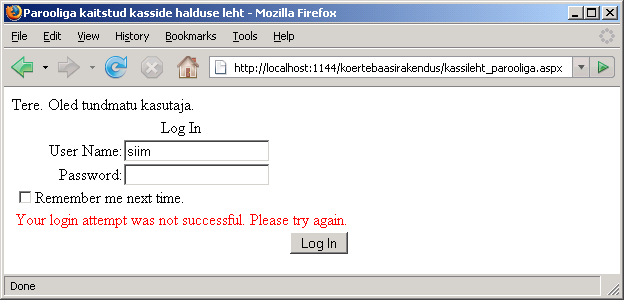 Parooliga kaitstud kasside halduse leht - Mozilla Firefox
File Edit View History Bookmarks Tools Help
http://localhost:1144/koertebaasirakendus/kassileht_parooliga.aspx
Tere. Oled tundmatu kasutaja.
Log In
User Name: siim
Password:
Remember me next time.
Your login attempt was not successful. Please try again.
Log In
Done